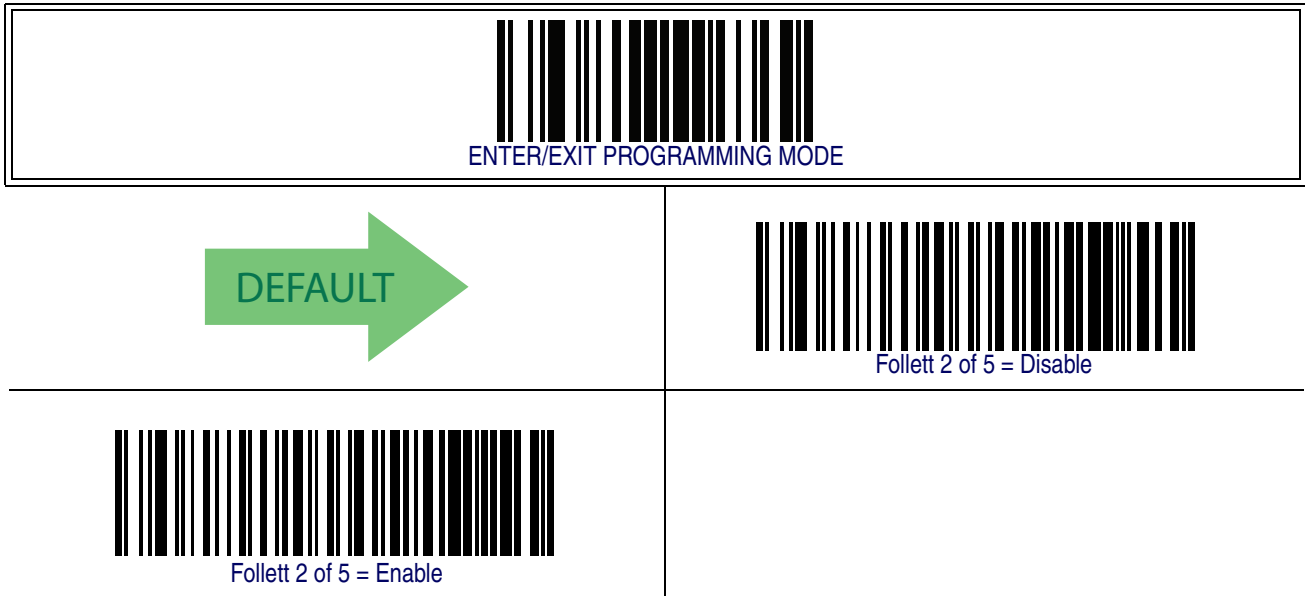 ENTER/EXIT PROGRAMMING MODE
DEFAULT
Follett 2 of 5 = Disable
Follett 2 of 5 = Enable